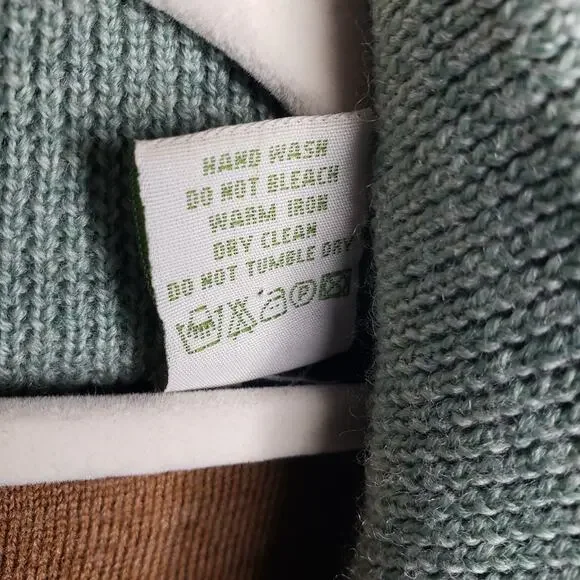 HAND WASH
DO NOT BLEACH
WARM IRON
DRY CLEAN
DO NOT TUMBLE DRY
P